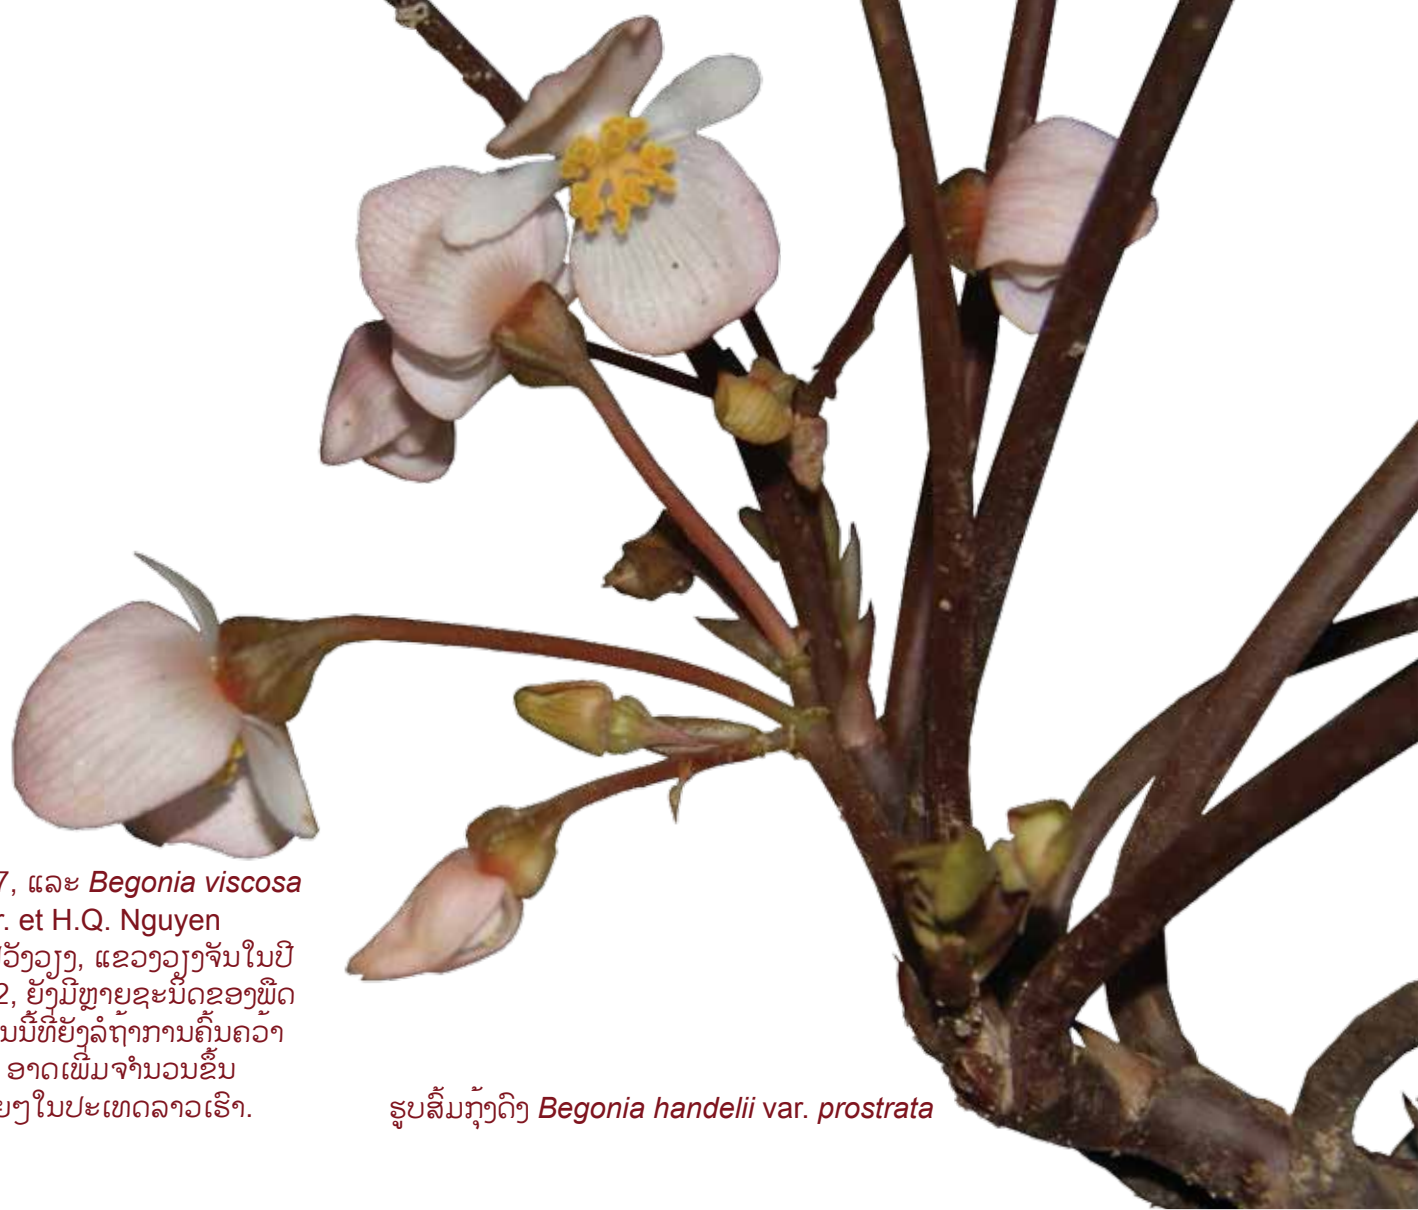 7, ແລະ Begonia viscosa
r. et H.Q. Nguyen
ວັງວຽງ, ແຂວງວຽງຈັນໃນປີ
2, ຍັງມີຫຼາຍຊະນິດຂອງພືດ
ນນີ້ທີ່ຍັງລໍຖ້າການຄົ້ນຄວ້າ
ອາດເພີ່ມຈຳນວນຂຶ້ນ
ຍໆໃນປະເທດລາວເຮົາ.
ຮູບສົ້ມກຸ້ງດົງ Begonia handelii var. prostrata